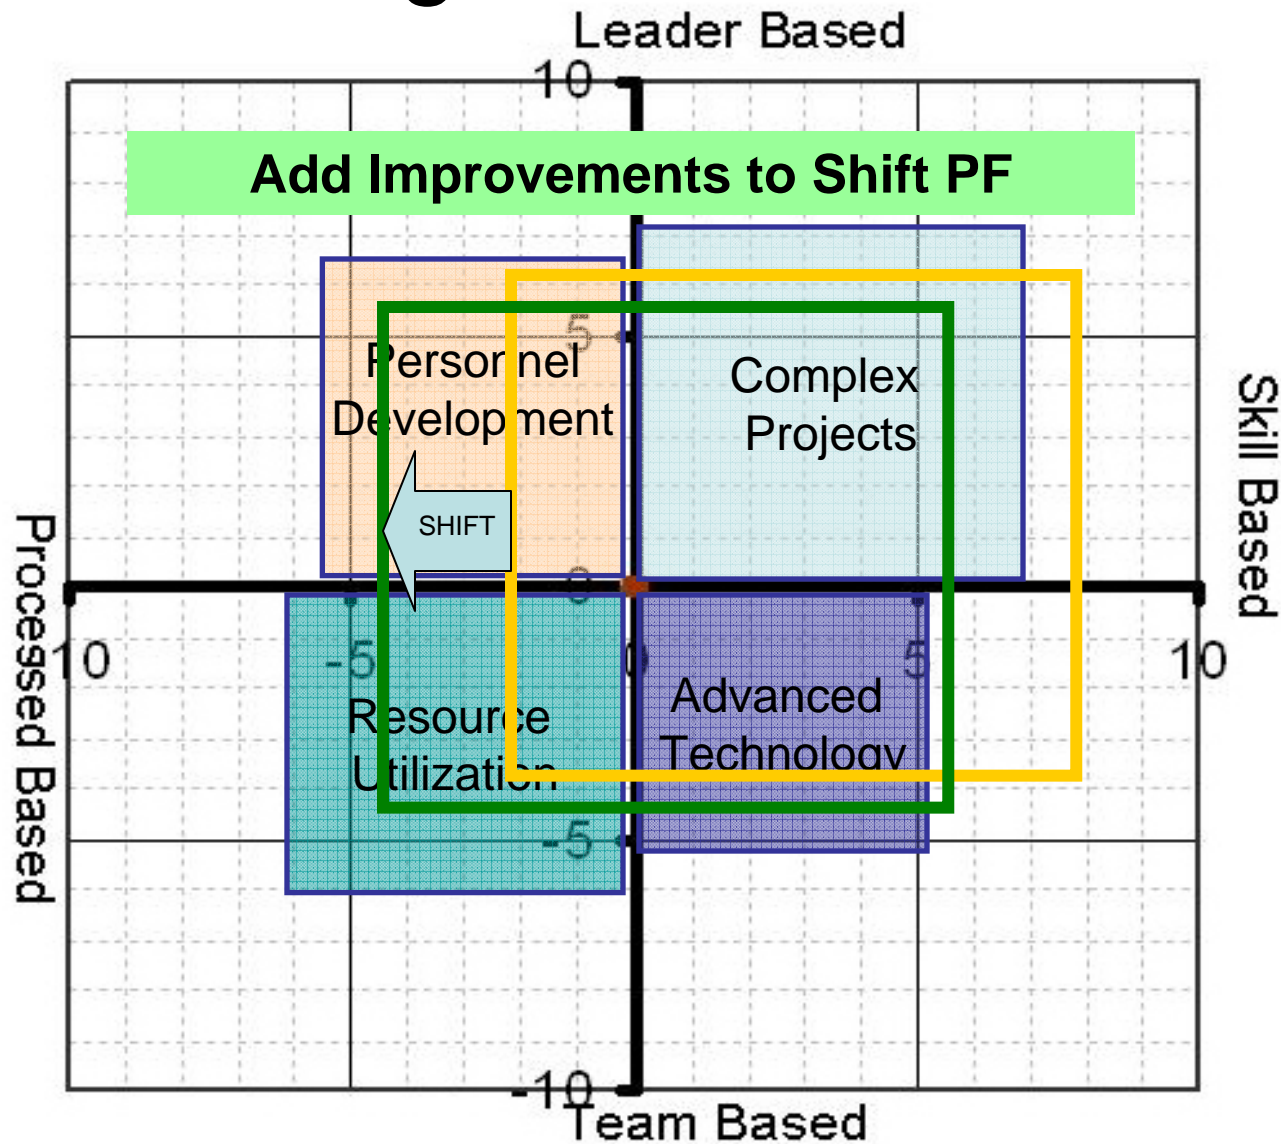 Leader Based
10
Add Improvements to Shift PF
5
Personnel
Development
Complex
Projects
SHIFT
Skill Based
Processed Based
0
10
-5
0
5
10
Resource
Utilization
Advanced
Technology
-5
-10
Team Based